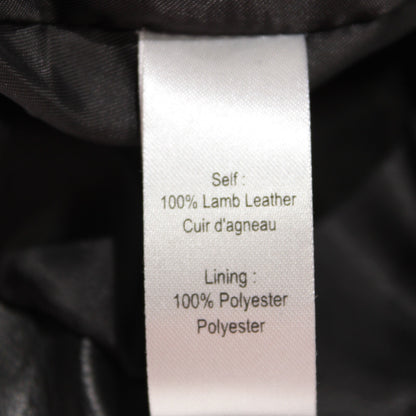 Self :
100% Lamb Leather
Cuir d'agneau
Lining :
100% Polyester
Polyester